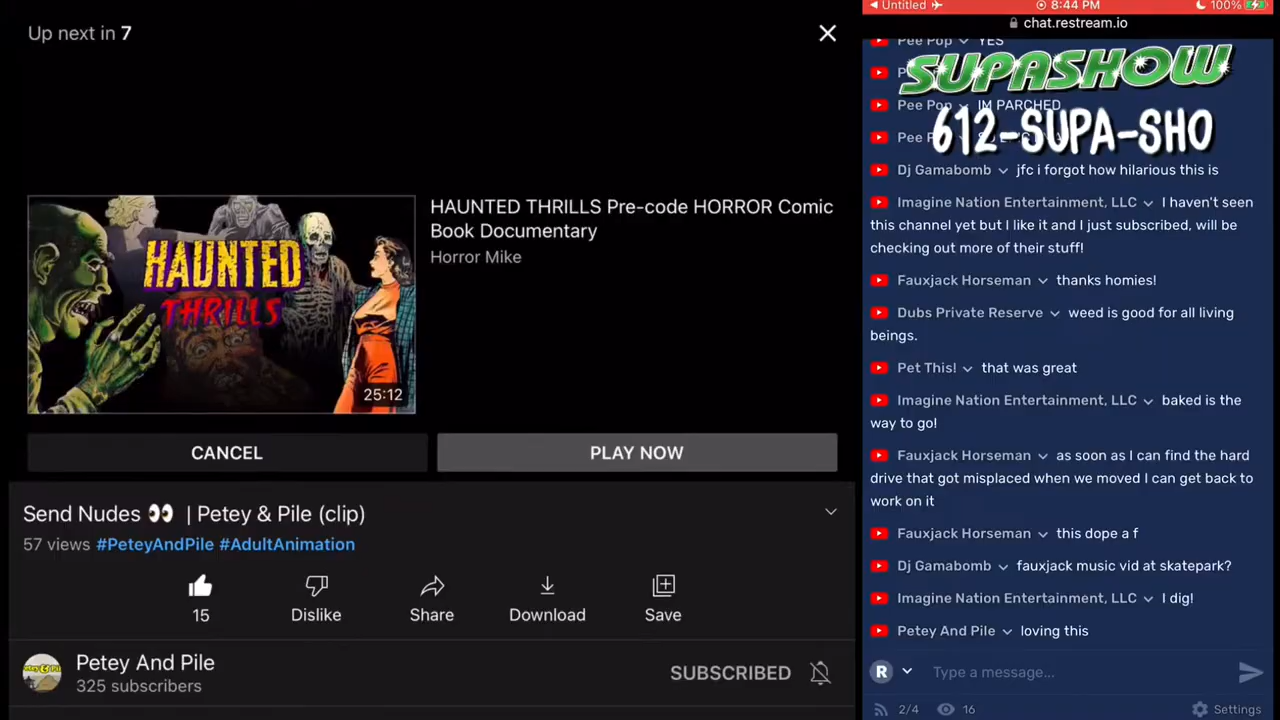 Up next in 7
HAUNTED
THRILLS
25:12
HAUNTED THRILLS Pre-code HORROR Comic
Book Documentary
Horror Mike
CANCEL
PLAY NOW
Send Nudes 👀 | Petey & Pile (clip)
57 views #PeteyAndPile #AdultAnimation
15
Dislike
Share
Download
Save
Petey And Pile
325 subscribers
SUBSCRIBED
Untitled
8:44 PM
100%
chat.restream.io
Pee Pop YES
SUPASHOW
Pee Pop IM PARCHED
612-SUPA-SHO
Dj Gamabomb jfc i forgot how hilarious this is
Imagine Nation Entertainment, LLC I haven't seen
this channel yet but I like it and I just subscribed, will be
checking out more of their stuff!
Fauxjack Horseman thanks homies!
Dubs Private Reserve weed is good for all living
beings.
Pet This! that was great
Imagine Nation Entertainment, LLC baked is the
way to go!
Fauxjack Horseman as soon as I can find the hard
drive that got misplaced when we moved I can get back to
work on it
Fauxjack Horseman this dope a f
Dj Gamabomb fauxjack music vid at skatepark?
Imagine Nation Entertainment, LLC I dig!
Petey And Pile loving this
R
Type a message...
2/4
16
Settings